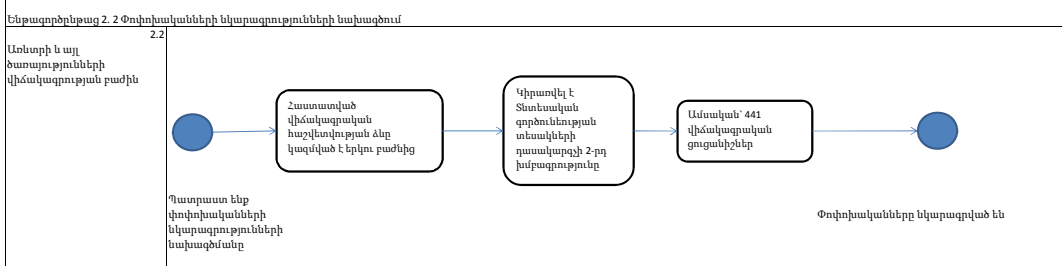 Ենթագործընթաց 2. 2 Փոփոխականների նկարագրությունների նախագծում
2.2
Առևտրի և այլ
ծառայությունների
վիճակագրության բաժին
Հաստատված
վիճակագրական
հաշվետվության ձևը
կազմված է երկու բաժնից
Կիրառվել է
Տնտեսական
գործունեության
տեսակների
դասակարգչի 2-րդ
խմբագրությունը
Ամսական՝ 441
վիճակագրական
ցուցանիշներ
Պատրաստ ենք
փոփոխականների
նկարագրությունների
նախագծմանը
Փոփոխականները նկարագրված են